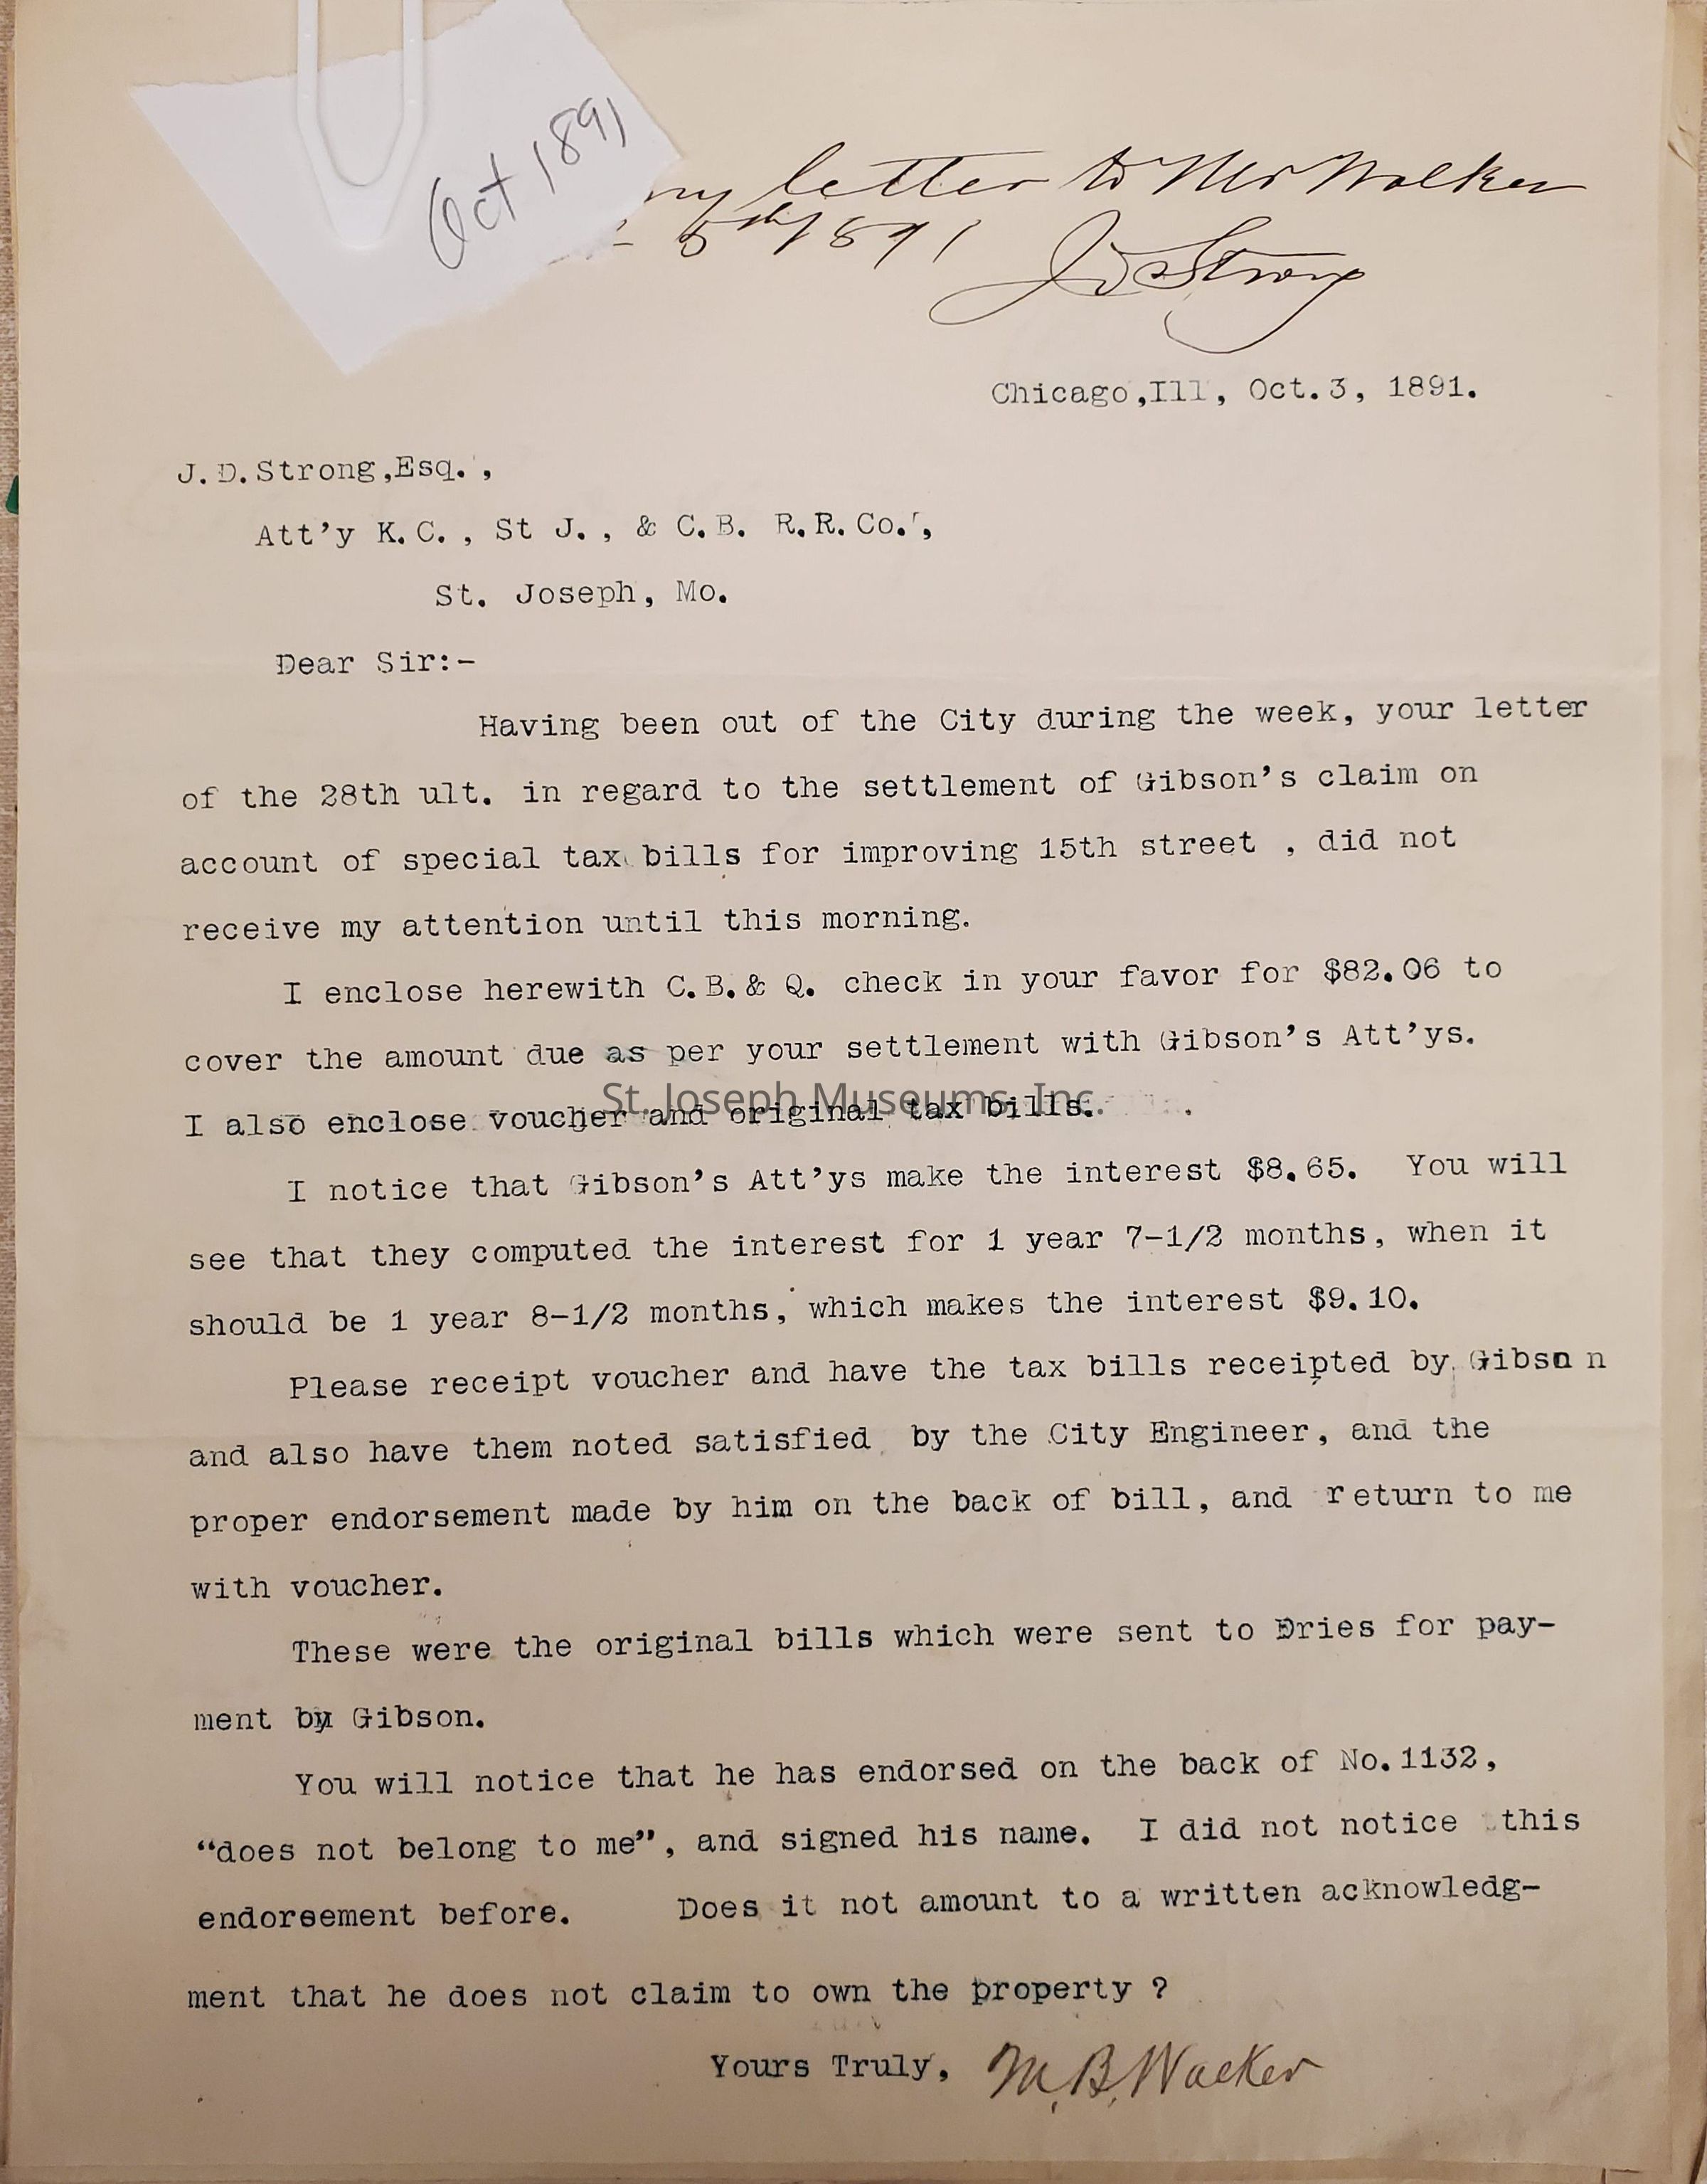 Oct 1891
my letter to Mr Walker
5th 1891
J D Strong
Chicago,Ill, Oct.3, 1891.
J.D.Strong,Esq.,
Att'y K.C., St J., & C.B. R.R.Co.,
St. Joseph, Mo.
Dear Sir:-
Having been out of the City during the week, your letter
of the 28th ult. in regard to the settlement of Gibson's claim on
account of special tax bills for improving 15th street , did not
receive my attention until this morning.
I enclose herewith C.B.& Q. check in your favor for $82.06 to
cover the amount due as per your settlement with Gibson's Att'ys.
St. Joseph Museums, Inc.
I also enclose voucher and original tax bills.
I notice that Gibson's Att'ys make the interest $8.65. You will
see that they computed the interest for 1 year 7-1/2 months, when it
should be 1 year 8-1/2 months, which makes the interest $9.10.
Please receipt voucher and have the tax bills receipted by Gibso n
and also have them noted satisfied by the City Engineer, and the
proper endorsement made by him on the back of bill, and return to me
with voucher.
These were the original bills which were sent to Dries for pay-
ment by Gibson.
You will notice that he has endorsed on the back of No.1132,
"does not belong to me", and signed his name. I did not notice this
endorsement before. Does it not amount to a written acknowledg-
ment that he does not claim to own the property ?
Yours Truly, M.B.Walker